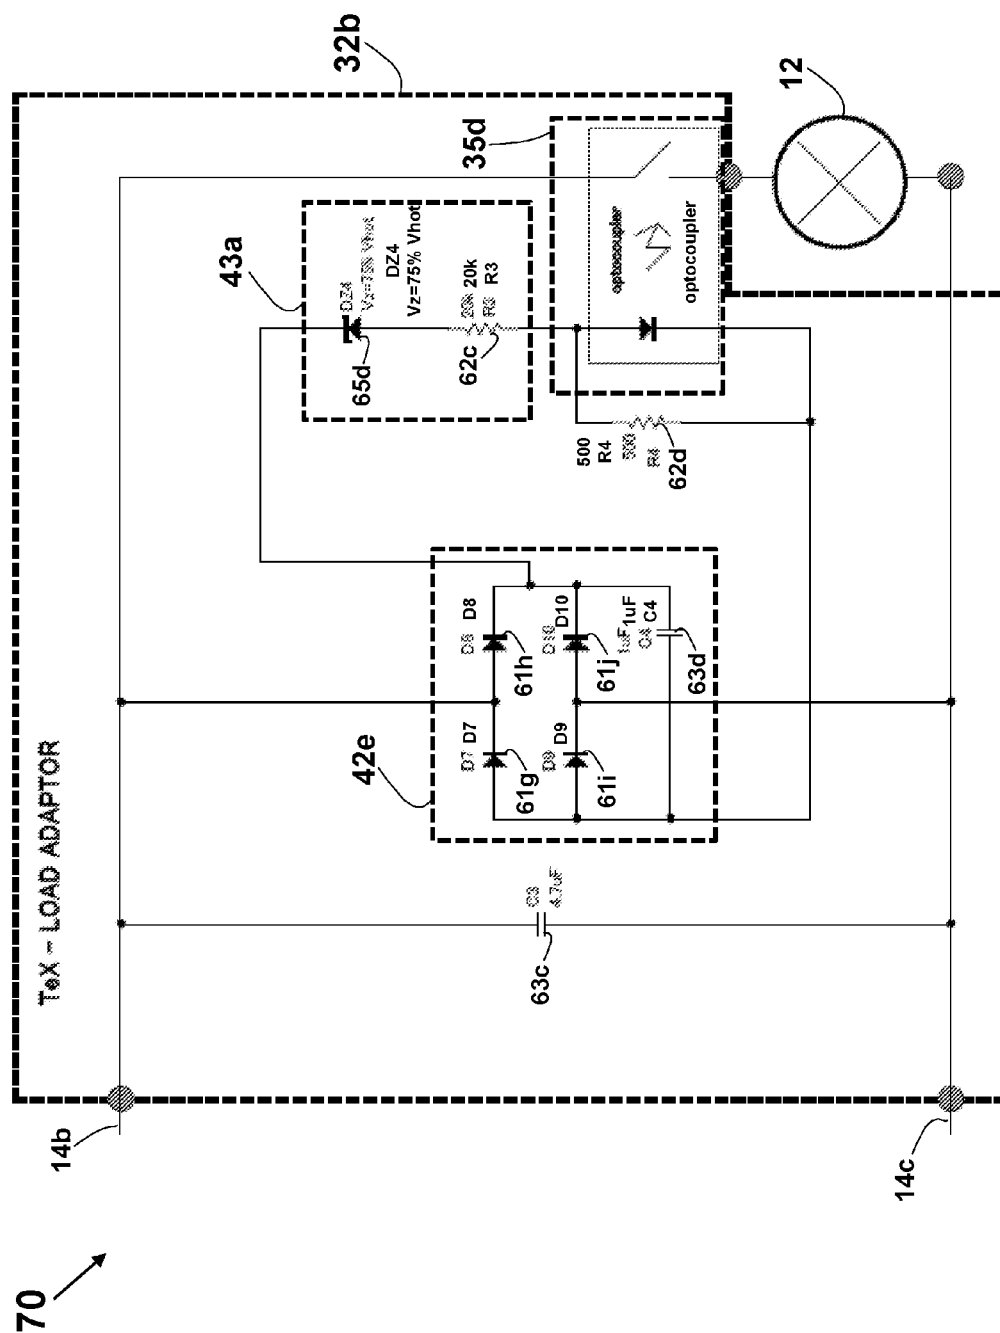 70
14b
14c
TeX – LOAD ADAPTOR
32b
12
35d
43a
DZ4
Vz=75% Vhot
DZ4
Vz=75% Vhot
65d
20k
20k
R3
R3
62c
optocoupler
optocoupler
500
R4
500
R4
62d
42e
D8
D8
61h
D10
D10
61j
1uF
1uF
C4
C4
63d
D7
D7
61g
D9
D9
61i
C3
4.7uF
63c